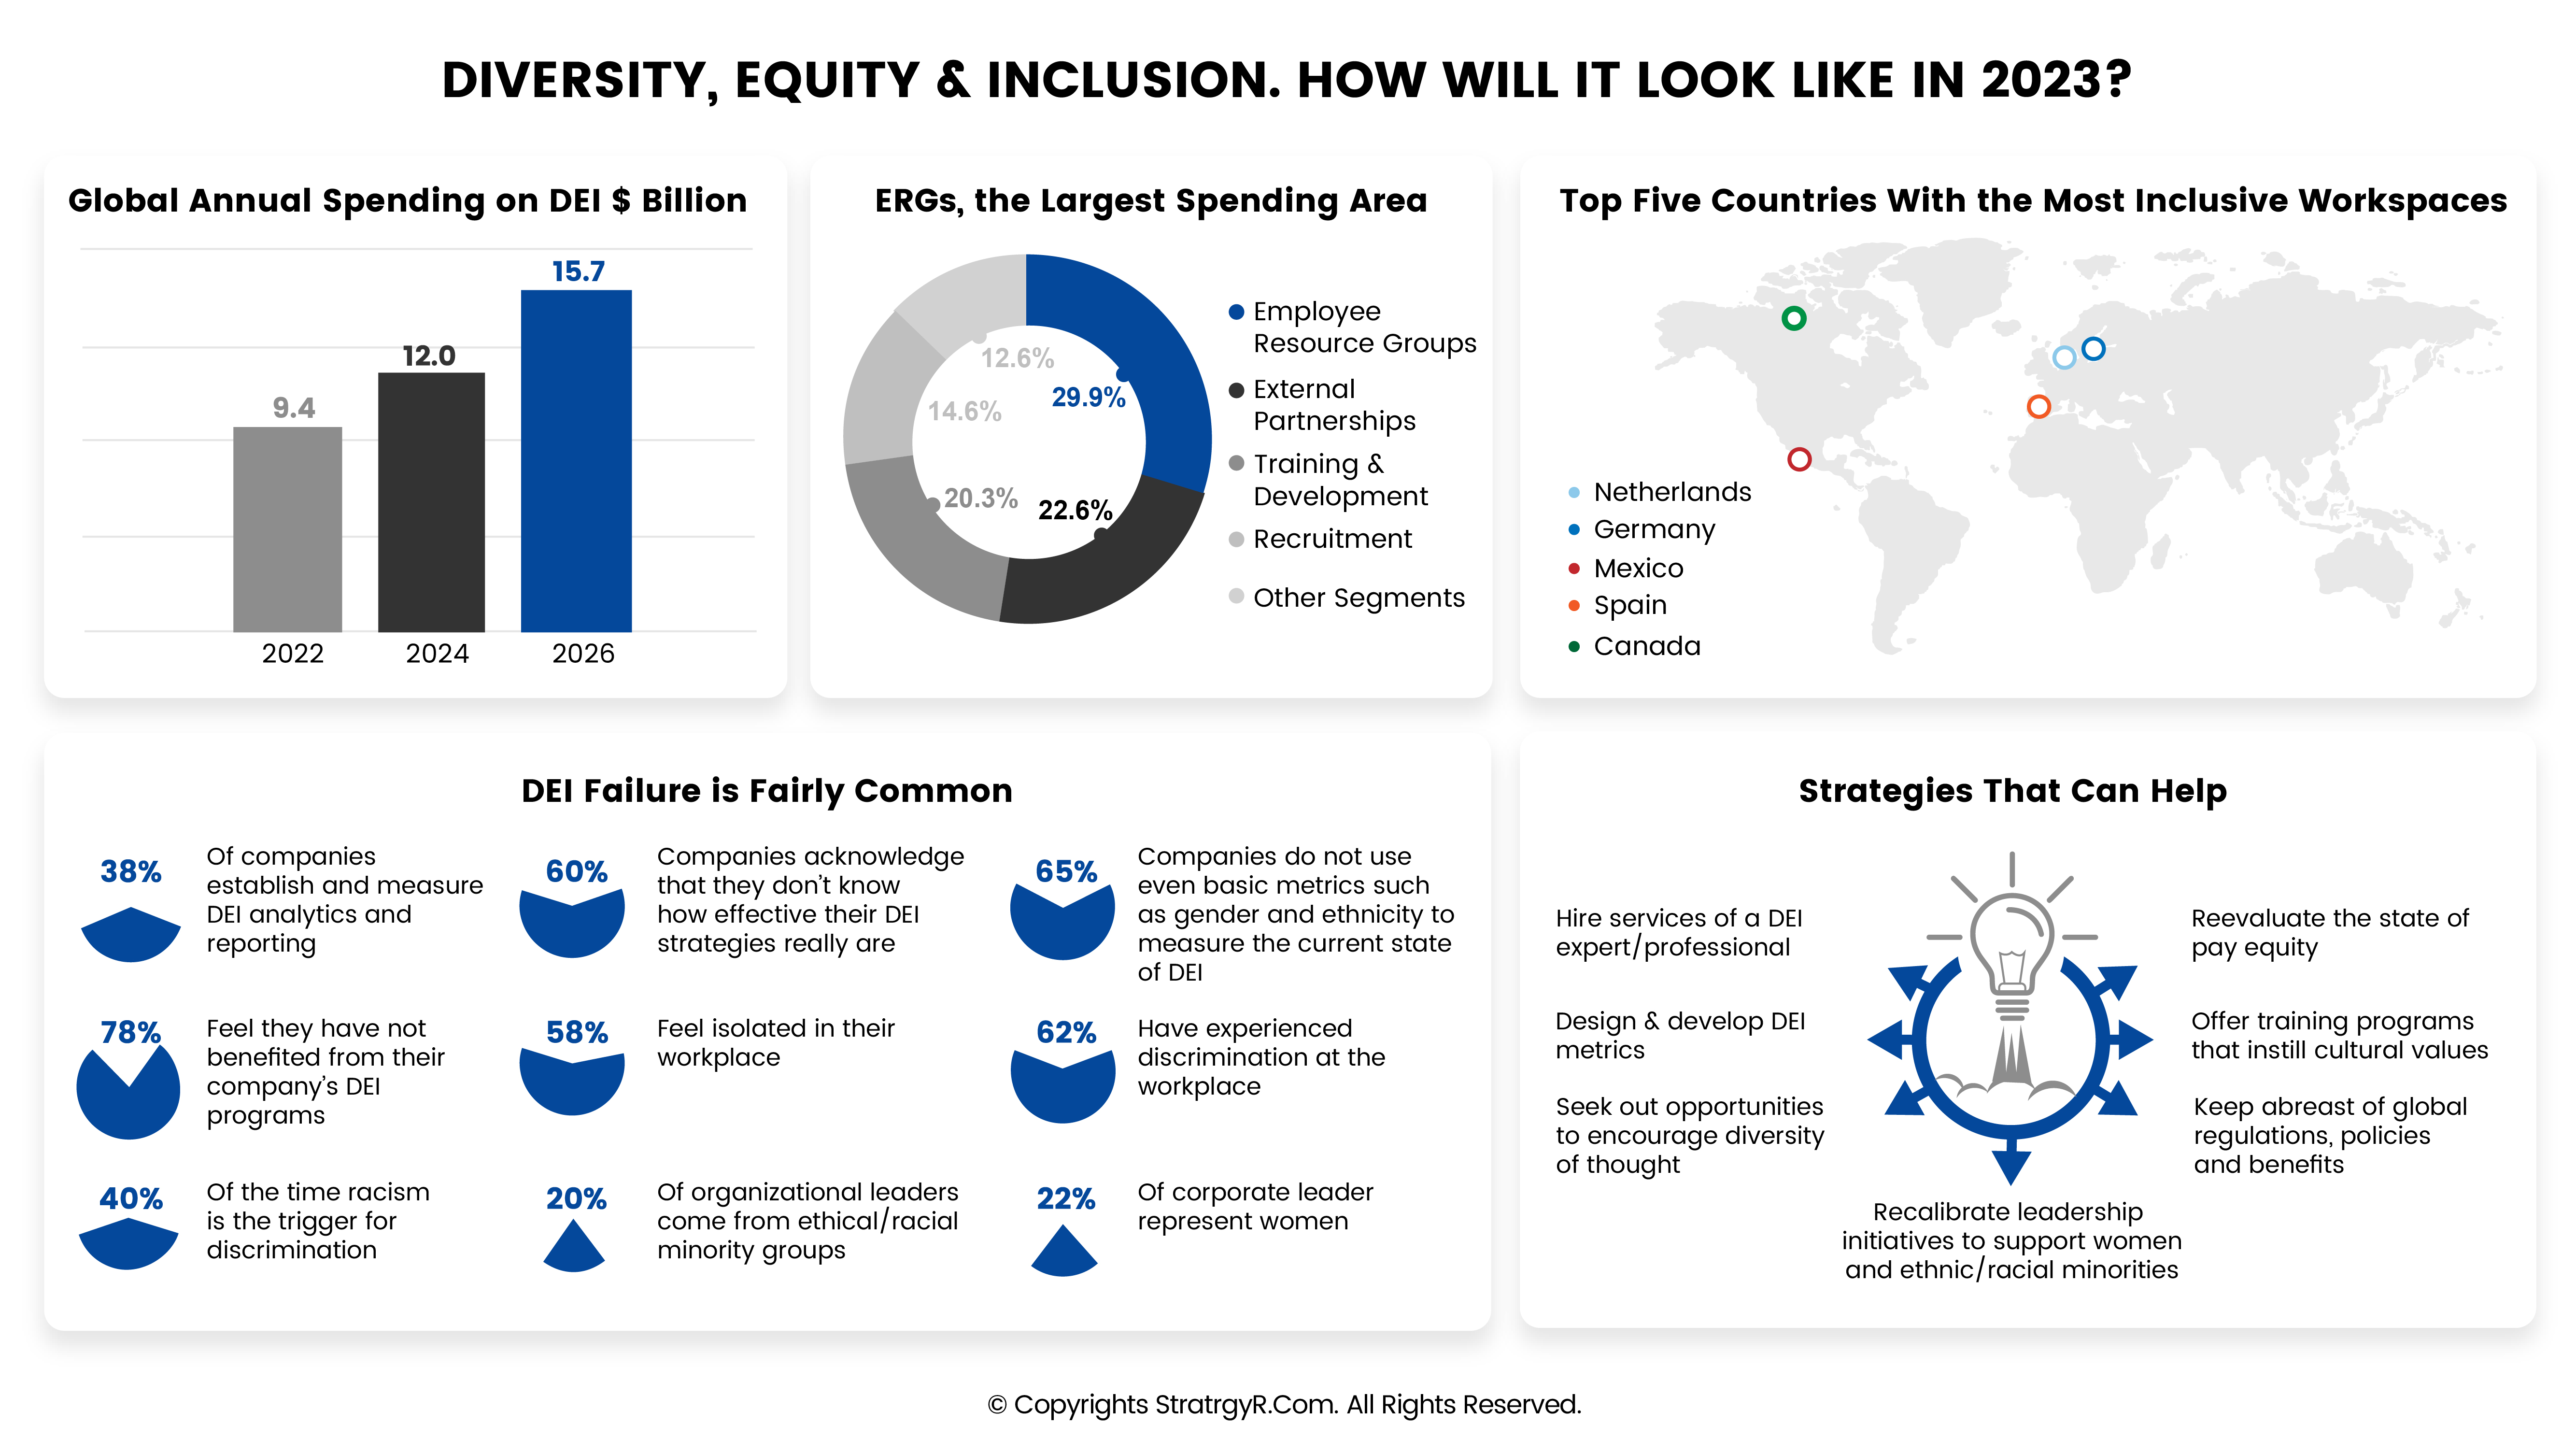 DIVERSITY, EQUITY & INCLUSION. HOW WILL IT LOOK LIKE IN 2023?
Global Annual Spending on DEI $ Billion
15.7
12.0
9.4
2022
2024
2026
ERGs, the Largest Spending Area
12.6%
29.9%
14.6%
20.3%
22.6%
Employee
Resource Groups
External
Partnerships
Training &
Development
Recruitment
Other Segments
Top Five Countries With the Most Inclusive Workspaces
Netherlands
Germany
Mexico
Spain
Canada
DEI Failure is Fairly Common
38%
Of companies
establish and measure
DEI analytics and
reporting
60%
Companies acknowledge
that they don’t know
how effective their DEI
strategies really are
65%
Companies do not use
even basic metrics such
as gender and ethnicity to
measure the current state
of DEI
78%
Feel they have not
benefited from their
company’s DEI
programs
58%
Feel isolated in their
workplace
62%
Have experienced
discrimination at the
workplace
40%
Of the time racism
is the trigger for
discrimination
20%
Of organizational leaders
come from ethical/racial
minority groups
22%
Of corporate leader
represent women
Strategies That Can Help
Hire services of a DEI
expert/professional
Design & develop DEI
metrics
Seek out opportunities
to encourage diversity
of thought
Reevaluate the state of
pay equity
Offer training programs
that instill cultural values
Keep abreast of global
regulations, policies
and benefits
Recalibrate leadership
initiatives to support women
and ethnic/racial minorities
© Copyrights StratrgyR.Com. All Rights Reserved.